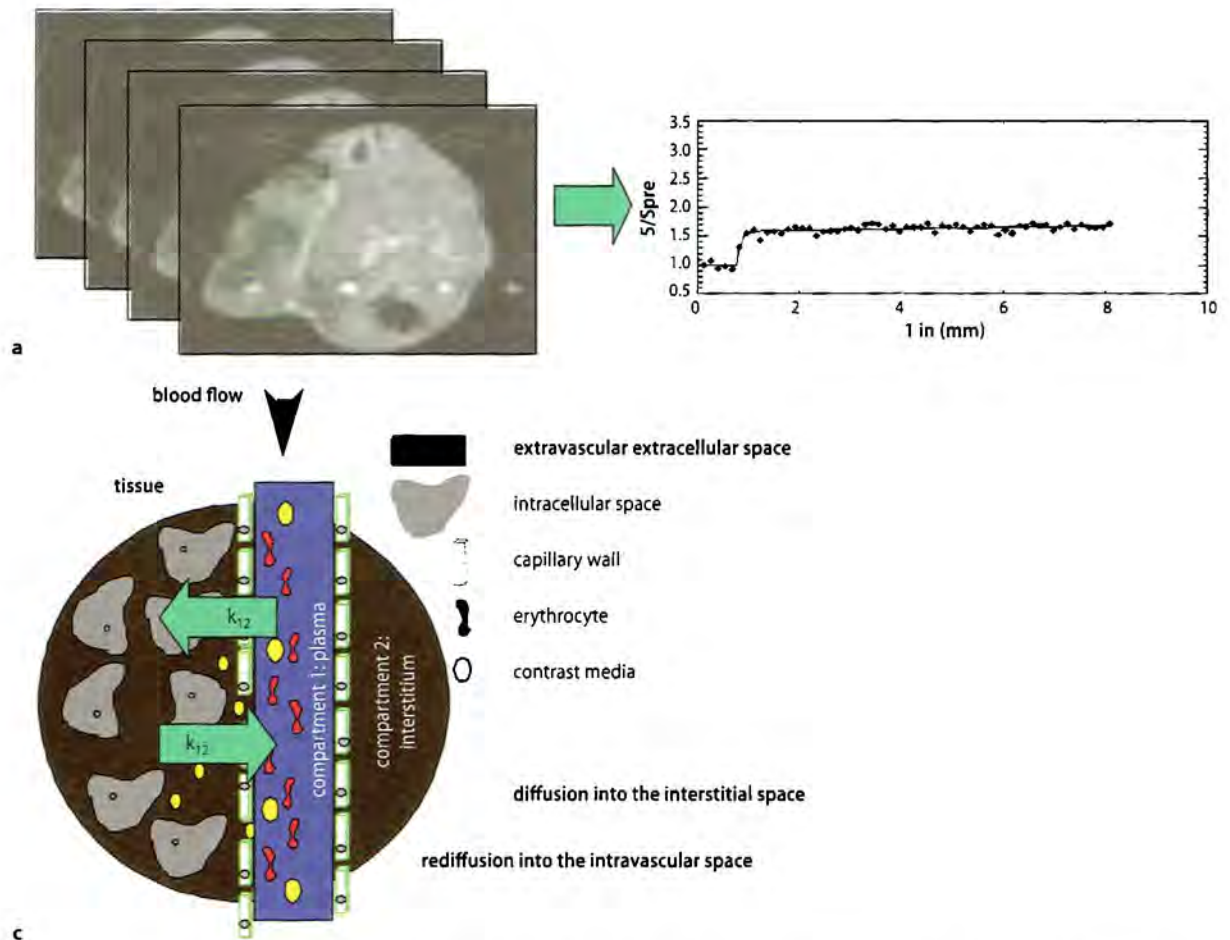 3.5
3.0
2.5
2.0
1.5
1.0
0.5
5/Spre
0 2 4 6 8 10
1 in (mm)
a
blood flow
tissue
extravascular extracellular space
intracellular space
capillary wall
erythrocyte
contrast media
k12
k12
compartment 1: plasma
compartment 2:
interstitium
diffusion into the interstitial space
rediffusion into the intravascular space
c